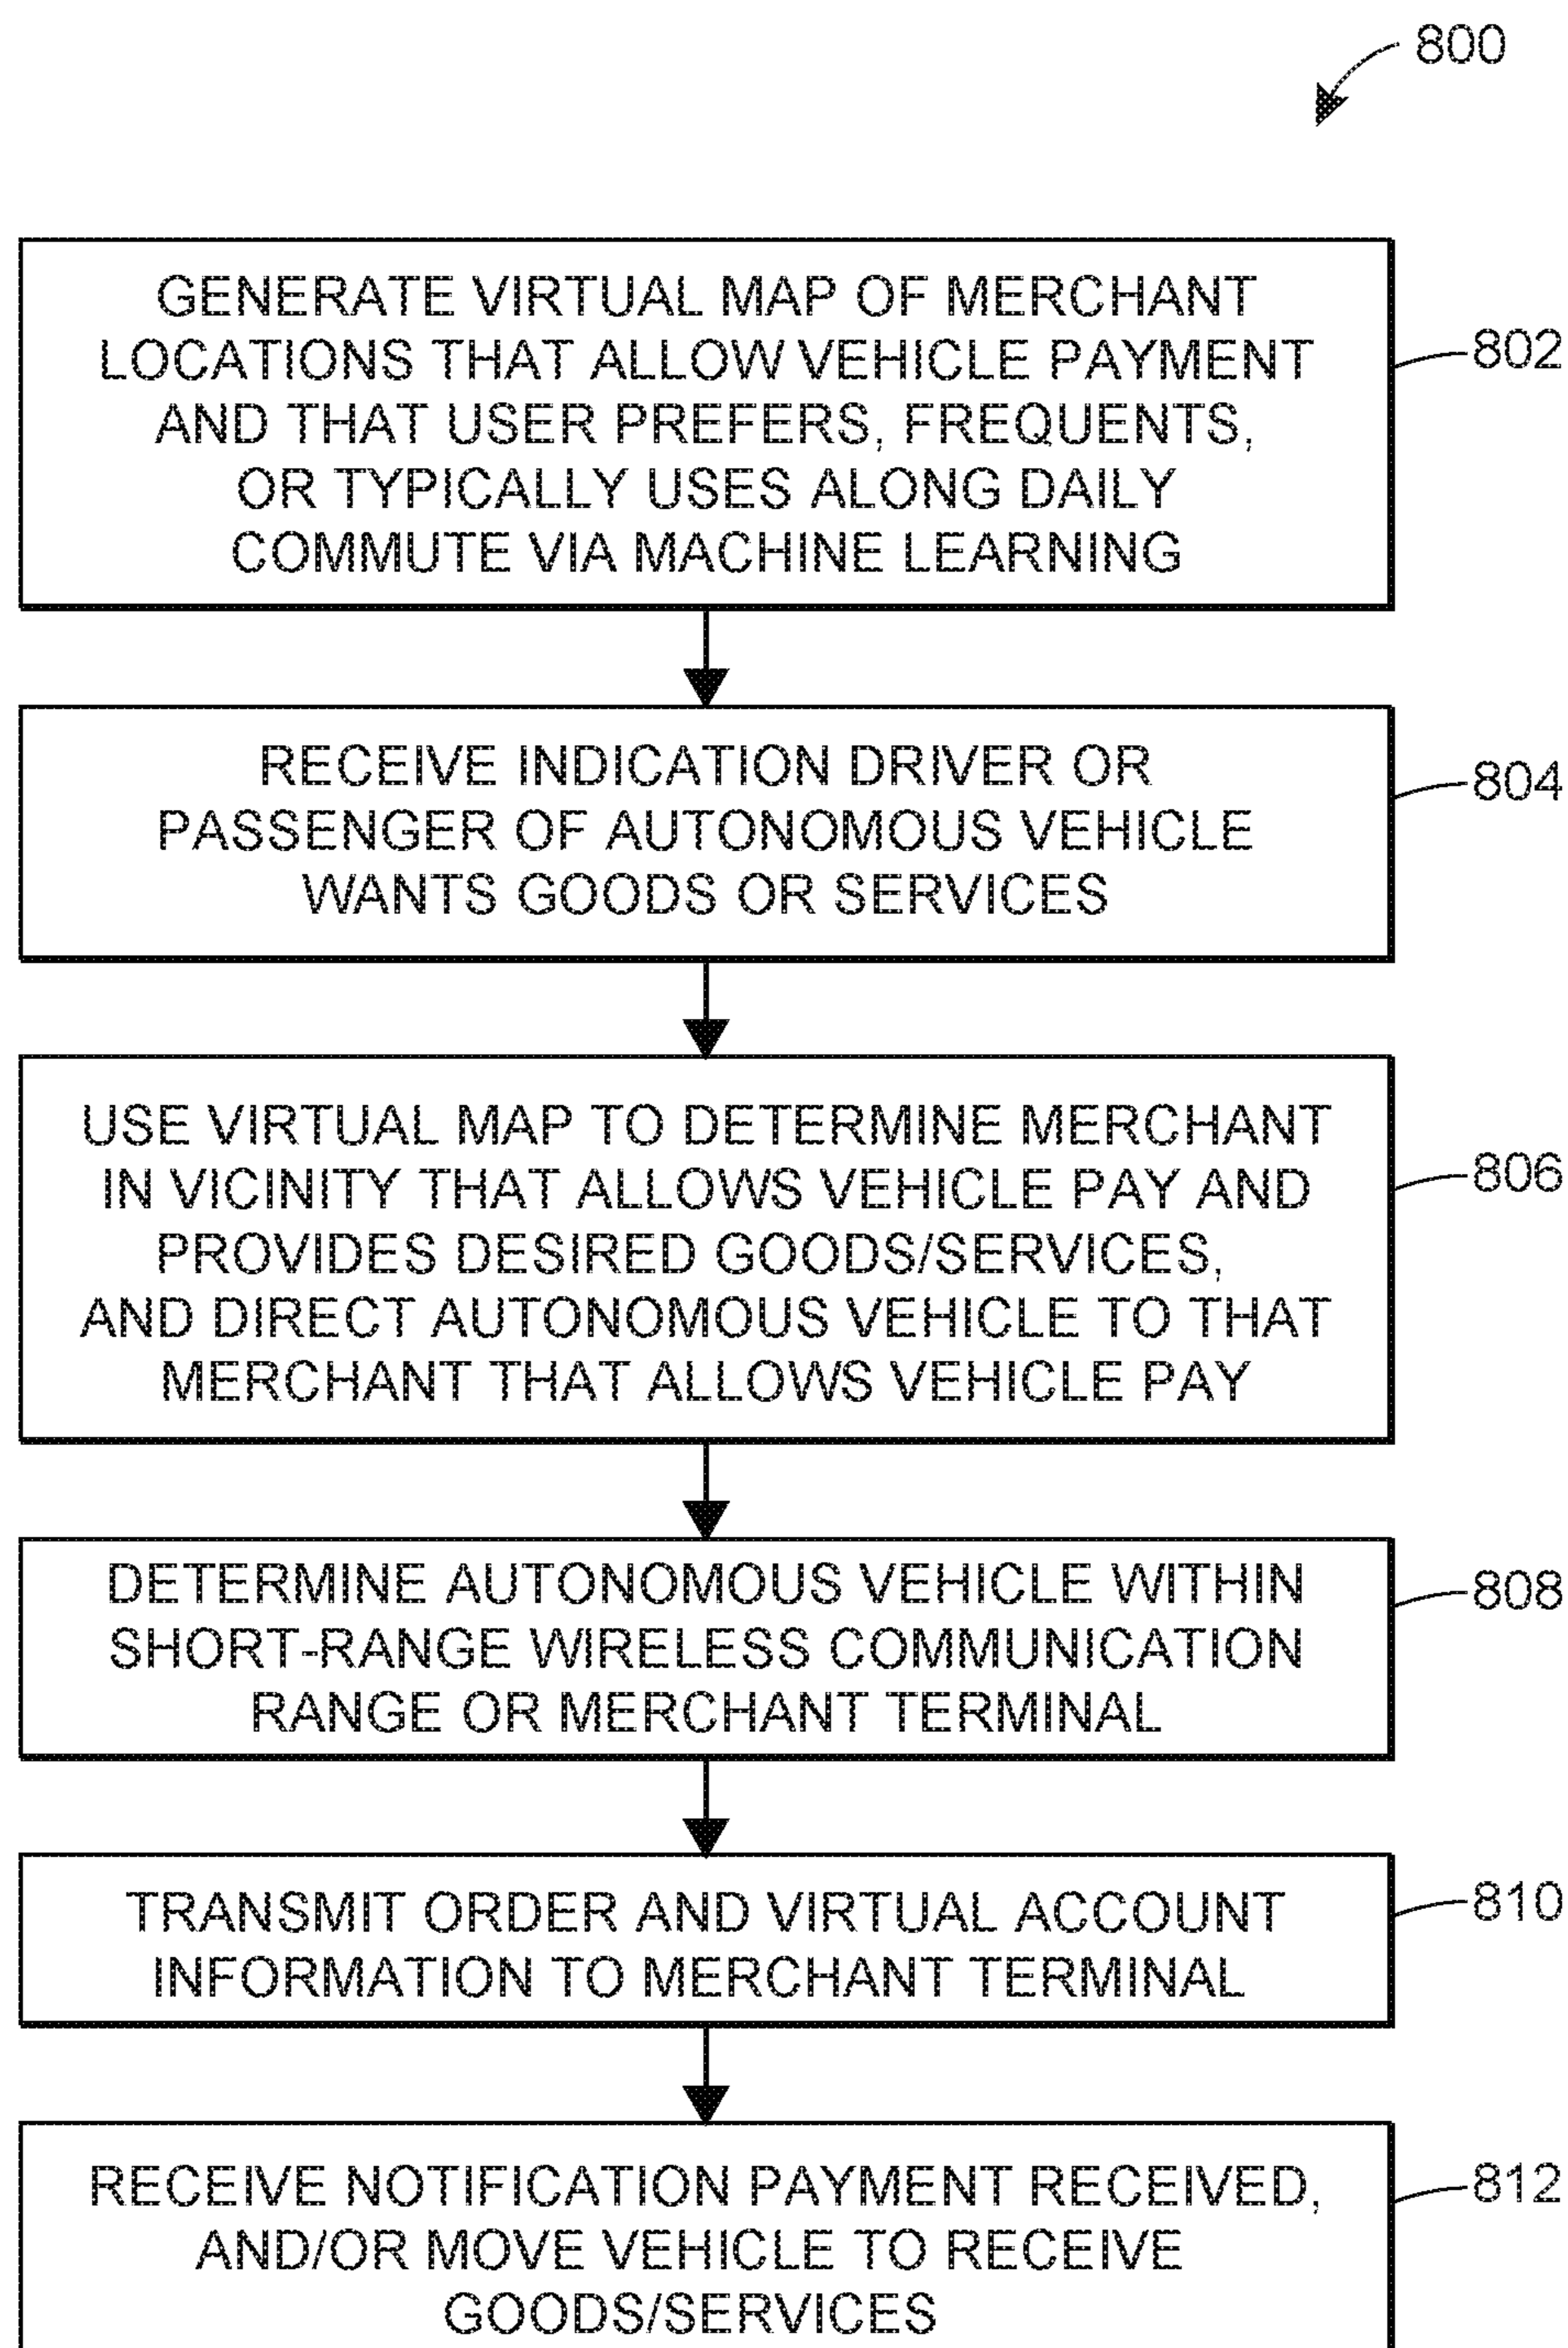 800
GENERATE VIRTUAL MAP OF MERCHANT
LOCATIONS THAT ALLOW VEHICLE PAYMENT
AND THAT USER PREFERS, FREQUENTS,
OR TYPICALLY USES ALONG DAILY
COMMUTE VIA MACHINE LEARNING
802
RECEIVE INDICATION DRIVER OR
PASSENGER OF AUTONOMOUS VEHICLE
WANTS GOODS OR SERVICES
804
USE VIRTUAL MAP TO DETERMINE MERCHANT
IN VICINITY THAT ALLOWS VEHICLE PAY AND
PROVIDES DESIRED GOODS/SERVICES,
AND DIRECT AUTONOMOUS VEHICLE TO THAT
MERCHANT THAT ALLOWS VEHICLE PAY
806
DETERMINE AUTONOMOUS VEHICLE WITHIN
SHORT-RANGE WIRELESS COMMUNICATION
RANGE OR MERCHANT TERMINAL
808
TRANSMIT ORDER AND VIRTUAL ACCOUNT
INFORMATION TO MERCHANT TERMINAL
810
RECEIVE NOTIFICATION PAYMENT RECEIVED,
AND/OR MOVE VEHICLE TO RECEIVE
GOODS/SERVICES
812